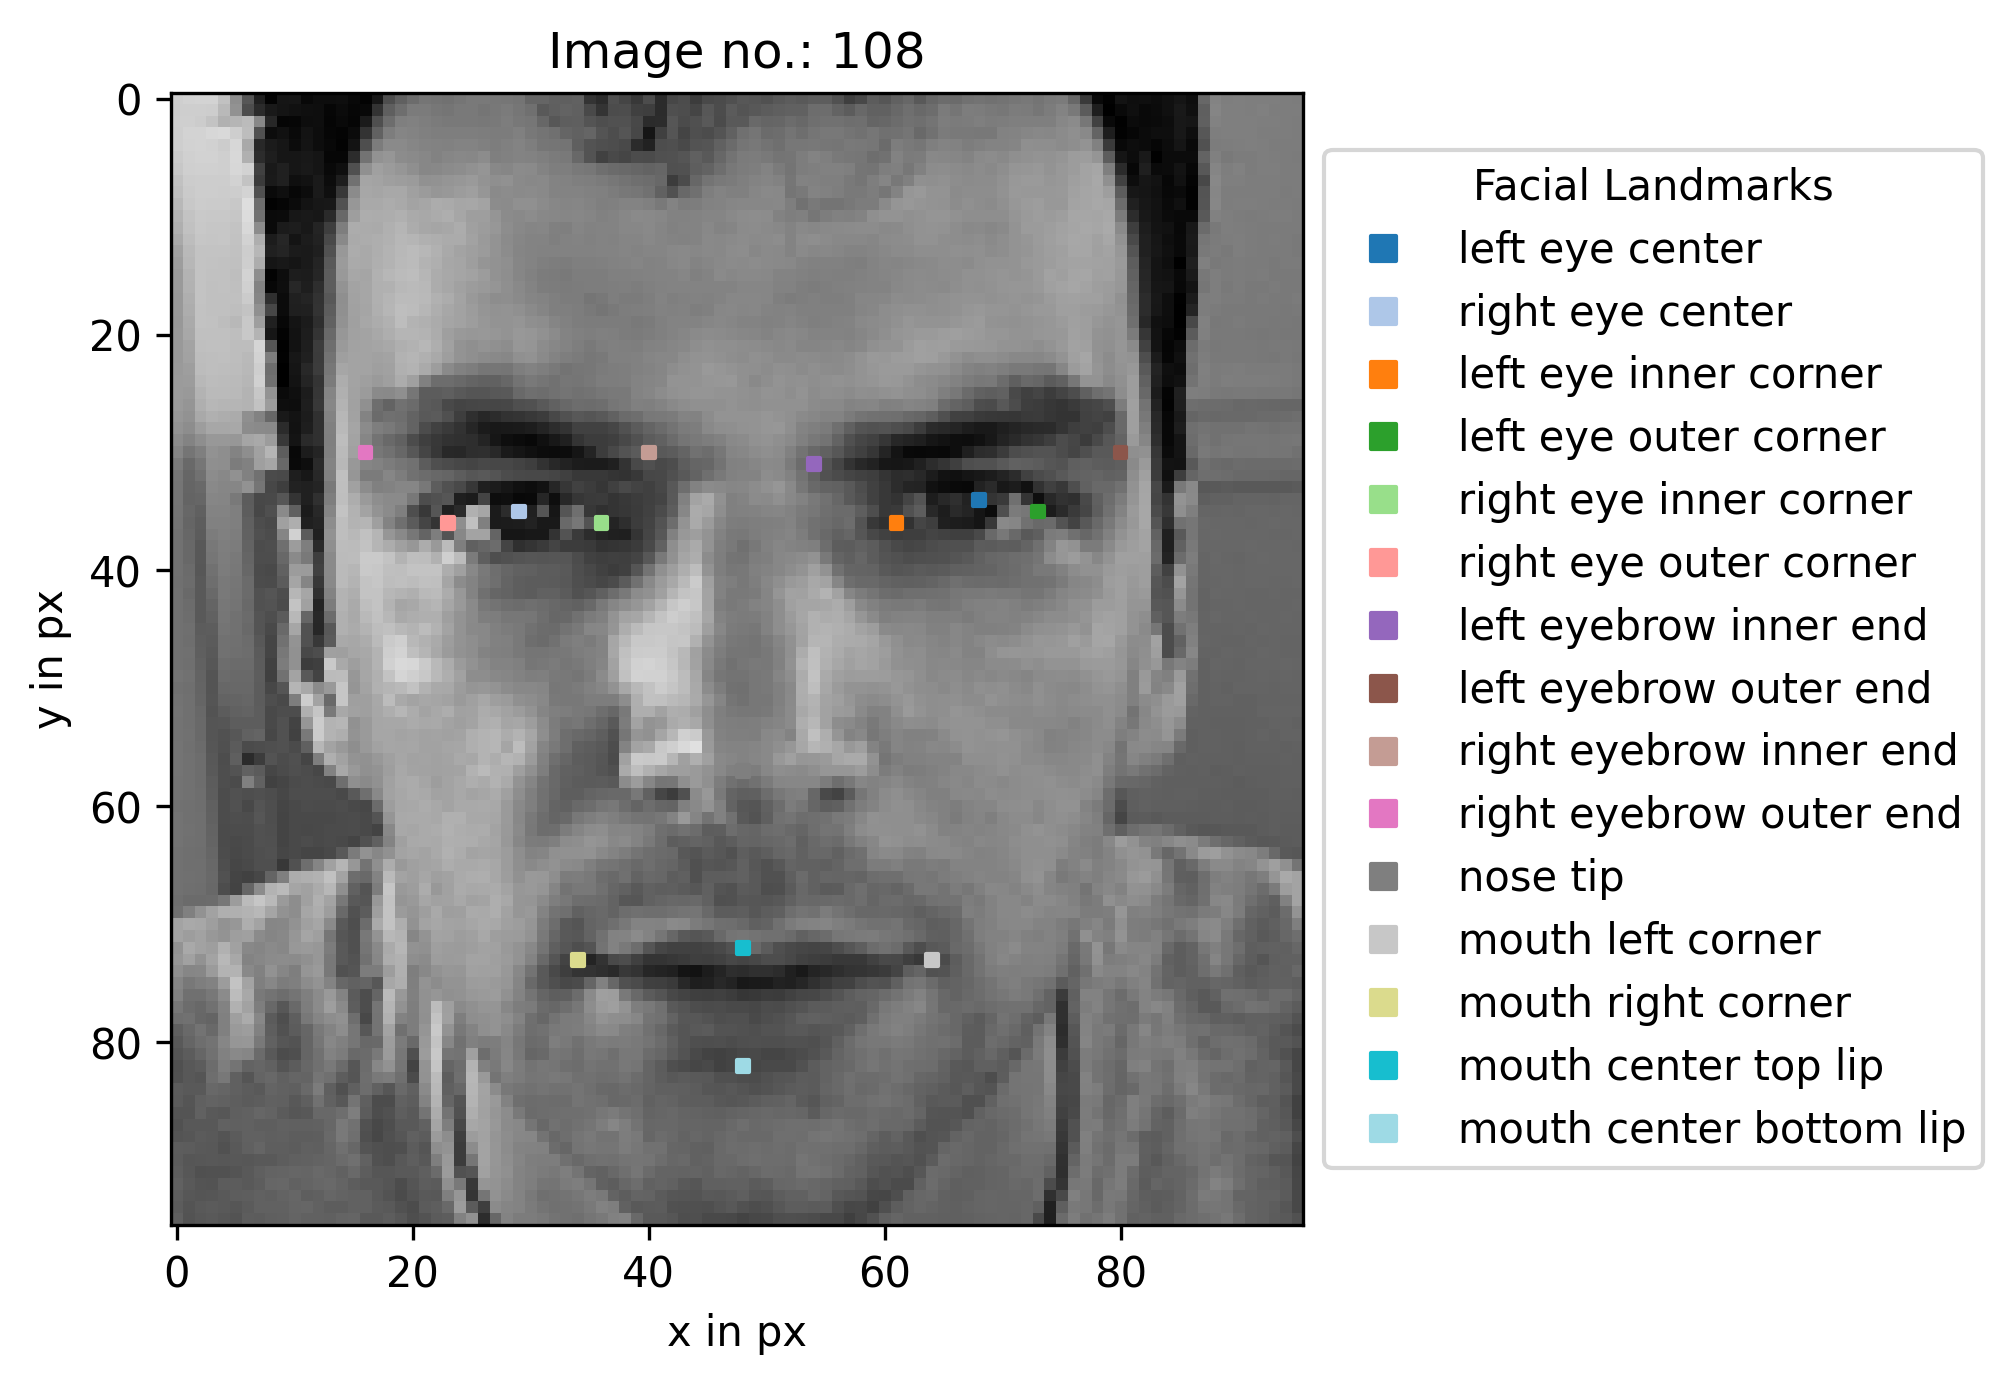 Image no.: 108
0
20
40
60
80
y in px
0 20 40 60 80
x in px
Facial Landmarks
left eye center
right eye center
left eye inner corner
left eye outer corner
right eye inner corner
right eye outer corner
left eyebrow inner end
left eyebrow outer end
right eyebrow inner end
right eyebrow outer end
nose tip
mouth left corner
mouth right corner
mouth center top lip
mouth center bottom lip